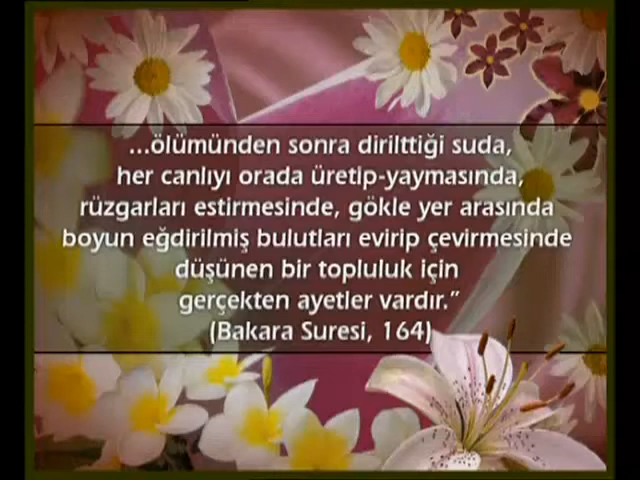 ...ölümünden sonra dirilttiği suda,
her canlıyı orada üretip-yaymasında,
rüzgarları estirmesinde, gökle yer arasında
boyun eğdirilmiş bulutları evirip çevirmesinde
düşünen bir topluluk için
gerçekten ayetler vardır.”
(Bakara Suresi, 164)